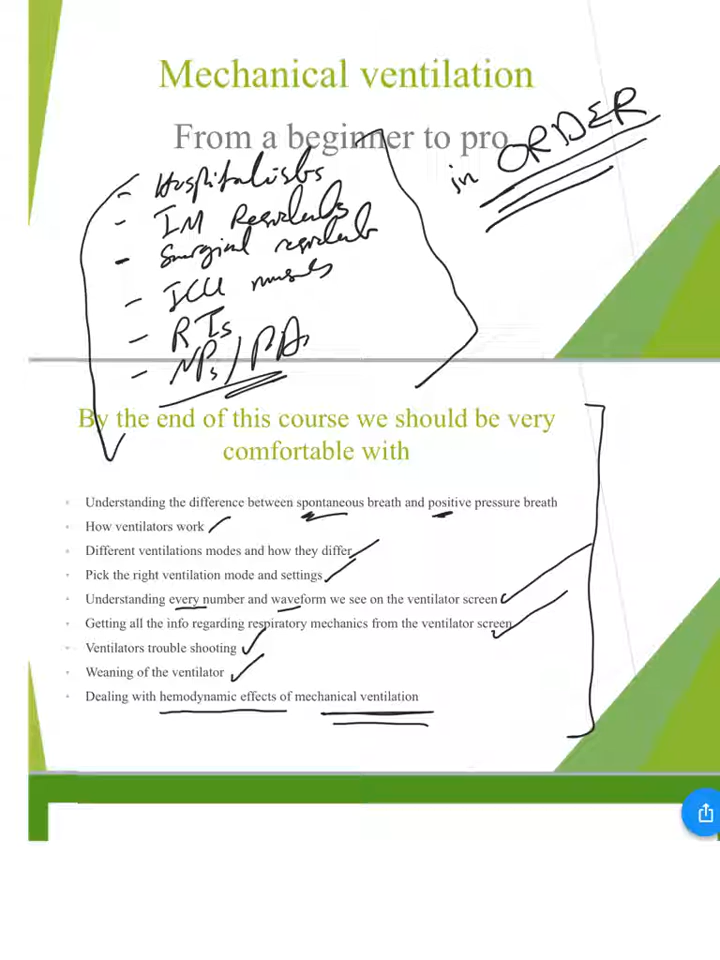 Mechanical ventilation
From a beginner to pro
in ORDER
- Hospitalists
- IM Residents
- Surgical residents
- ICU nurses
- RTs
- NPs/PAs
By the end of this course we should be very
comfortable with
• Understanding the difference between spontaneous breath and positive pressure breath
• How ventilators work
• Different ventilations modes and how they differ
• Pick the right ventilation mode and settings
• Understanding every number and waveform we see on the ventilator screen
• Getting all the info regarding respiratory mechanics from the ventilator screen
• Ventilators trouble shooting
• Weaning of the ventilator
• Dealing with hemodynamic effects of mechanical ventilation